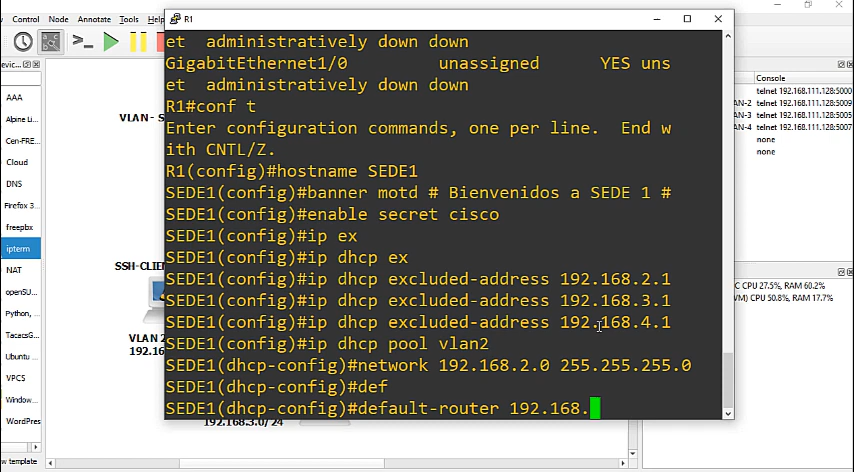 Control Node Annotate Tools Help
R1
AAA
Alpine Li...
Cen-FRE...
Cloud
DNS
Firefox 3...
freepbx
ipterm
NAT
openSU...
Python, ...
TacacsG...
Ubuntu ...
VPCS
Window...
WordPres
w template
VLAN - S
SSH-CLIEN
VLAN 2
192.16
192.168.3.0/ 24
et  administratively down down
GigabitEthernet1/0         unassigned      YES uns
et  administratively down down
R1#conf t
Enter configuration commands, one per line.  End w
ith CNTL/Z.
R1(config)#hostname SEDE1
SEDE1(config)#banner motd # Bienvenidos a SEDE 1 #
SEDE1(config)#enable secret cisco
SEDE1(config)#ip ex
SEDE1(config)#ip dhcp ex
SEDE1(config)#ip dhcp excluded-address 192.168.2.1
SEDE1(config)#ip dhcp excluded-address 192.168.3.1
SEDE1(config)#ip dhcp excluded-address 192.168.4.1
SEDE1(config)#ip dhcp pool vlan2
SEDE1(dhcp-config)#network 192.168.2.0 255.255.255.0
SEDE1(dhcp-config)#def
SEDE1(dhcp-config)#default-router 192.168.
Console
telnet 192.168.111.128:5000
AN-2 telnet 192.168.111.128:5009
AN-3 telnet 192.168.111.128:5005
AN-4 telnet 192.168.111.128:5007
none
none
C CPU 27.5%, RAM 60.2%
VM) CPU 50.8%, RAM 17.7%